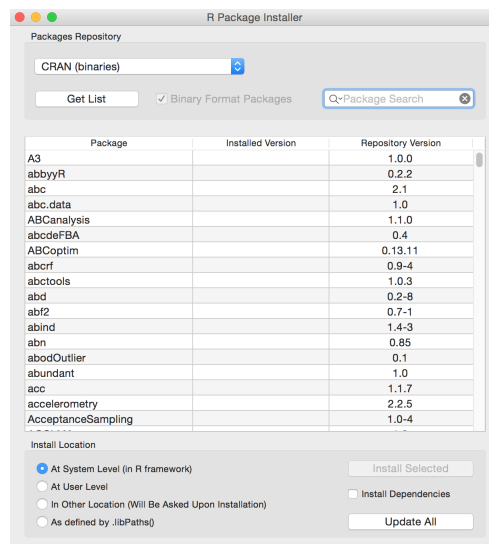 R Package Installer
Packages Repository
CRAN (binaries)
Get List
Binary Format Packages
Package Search
Package Installed Version Repository Version
A3 1.0.0
abbyyR 0.2.2
abc 2.1
abc.data 1.0
ABCanalysis 1.1.0
abcdeFBA 0.4
ABCoptim 0.13.11
abcrf 0.9-4
abctools 1.0.3
abd 0.2-8
abf2 0.7-1
abind 1.4-3
abn 0.85
abodOutlier 0.1
abundant 1.0
acc 1.1.7
accelerometry 2.2.5
AcceptanceSampling 1.0-4
Install Location
At System Level (in R framework)
At User Level
In Other Location (Will Be Asked Upon Installation)
As defined by .libPaths()
Install Selected
Install Dependencies
Update All